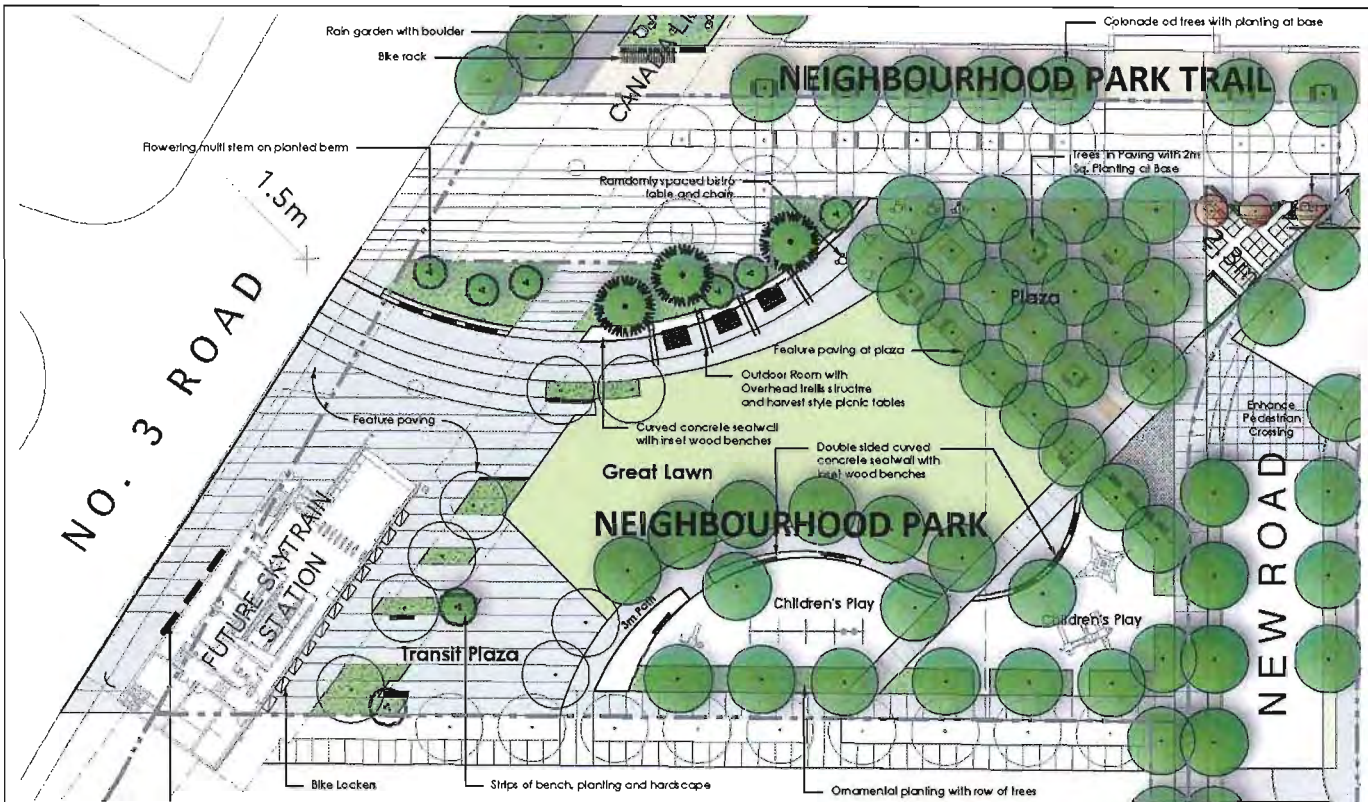 Rain garden with boulder
Colonade od trees with planting at base
Bike rack
NEIGHBOURHOOD PARK TRAIL
Flowering multi stem on planted berm
Trees in Paving with 2m
Sq. Planting at Base
1.5m
Ramdomly spaced bistro
table and chair
NO. 3 ROAD
Plaza
Feature paving at plaza
Outdoor Room with
Overhead trellis structrre
and harvest style picnic tables
Enhance
Pedestrian
Crossing
Feature paving
Curved concrete seatwall
with inset wood benches
Double sided curved
concrete seatwall with
inset wood benches
Great Lawn
NEIGHBOURHOOD PARK
FUTURE SKYTRAIN
STATION
NEW ROAD
3m Path
Children's Play
Children's Play
Transit Plaza
Bike Lockers
Strips of bench, planting and hardscape
Ornamental planting with row of trees